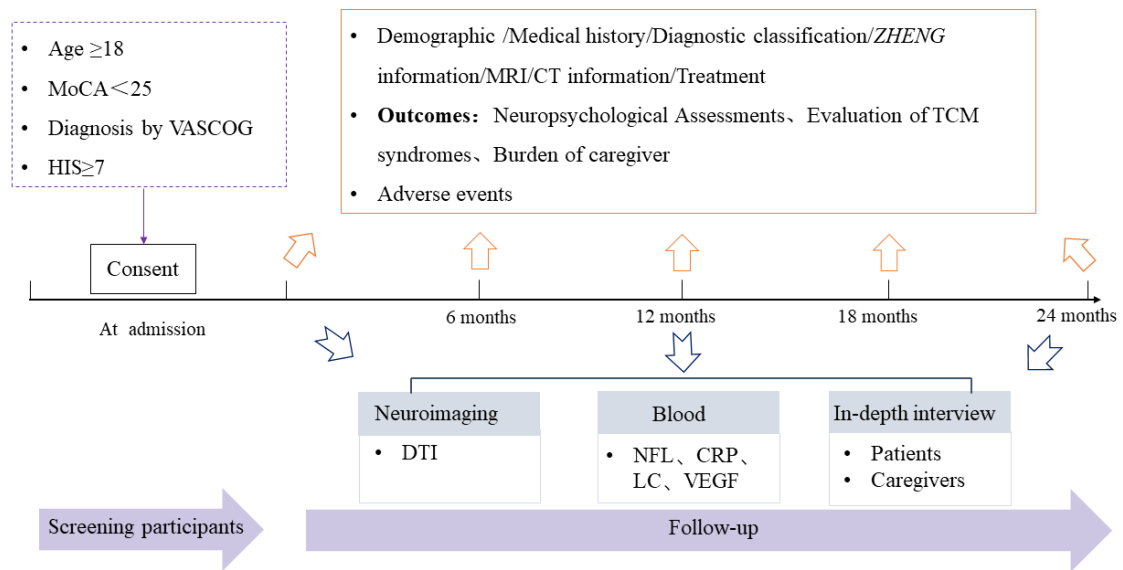 • Age ≥18
• MoCA＜25
• Diagnosis by VASCOG
• HIS≥7
• Demographic /Medical history/Diagnostic classification/ZHENG
information/MRI/CT information/Treatment
• Outcomes：Neuropsychological Assessments、Evaluation of TCM
syndromes、Burden of caregiver
• Adverse events
Consent
At admission
6 months
12 months
18 months
24 months
Neuroimaging
• DTI
Blood
• NFL、CRP、
LC、VEGF
In-depth interview
• Patients
• Caregivers
Screening participants
Follow-up